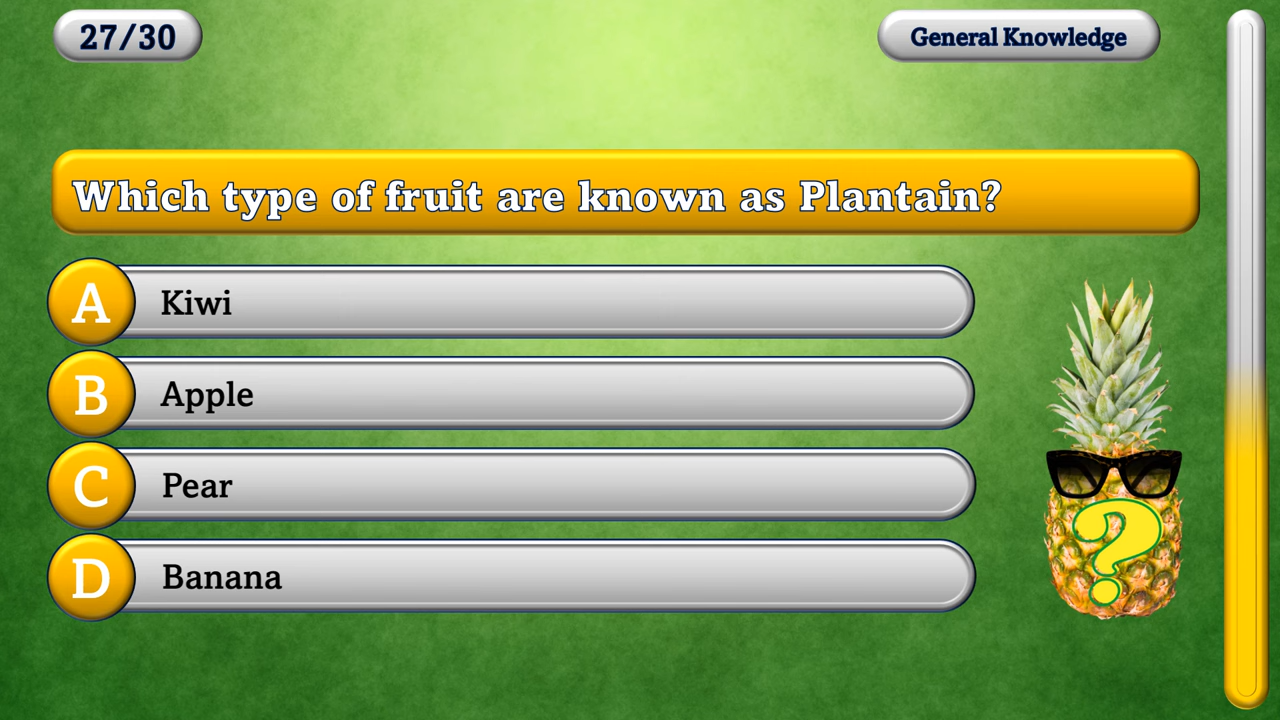 27/30
General Knowledge
Which type of fruit are known as Plantain?
A Kiwi
B Apple
C Pear
D Banana
?